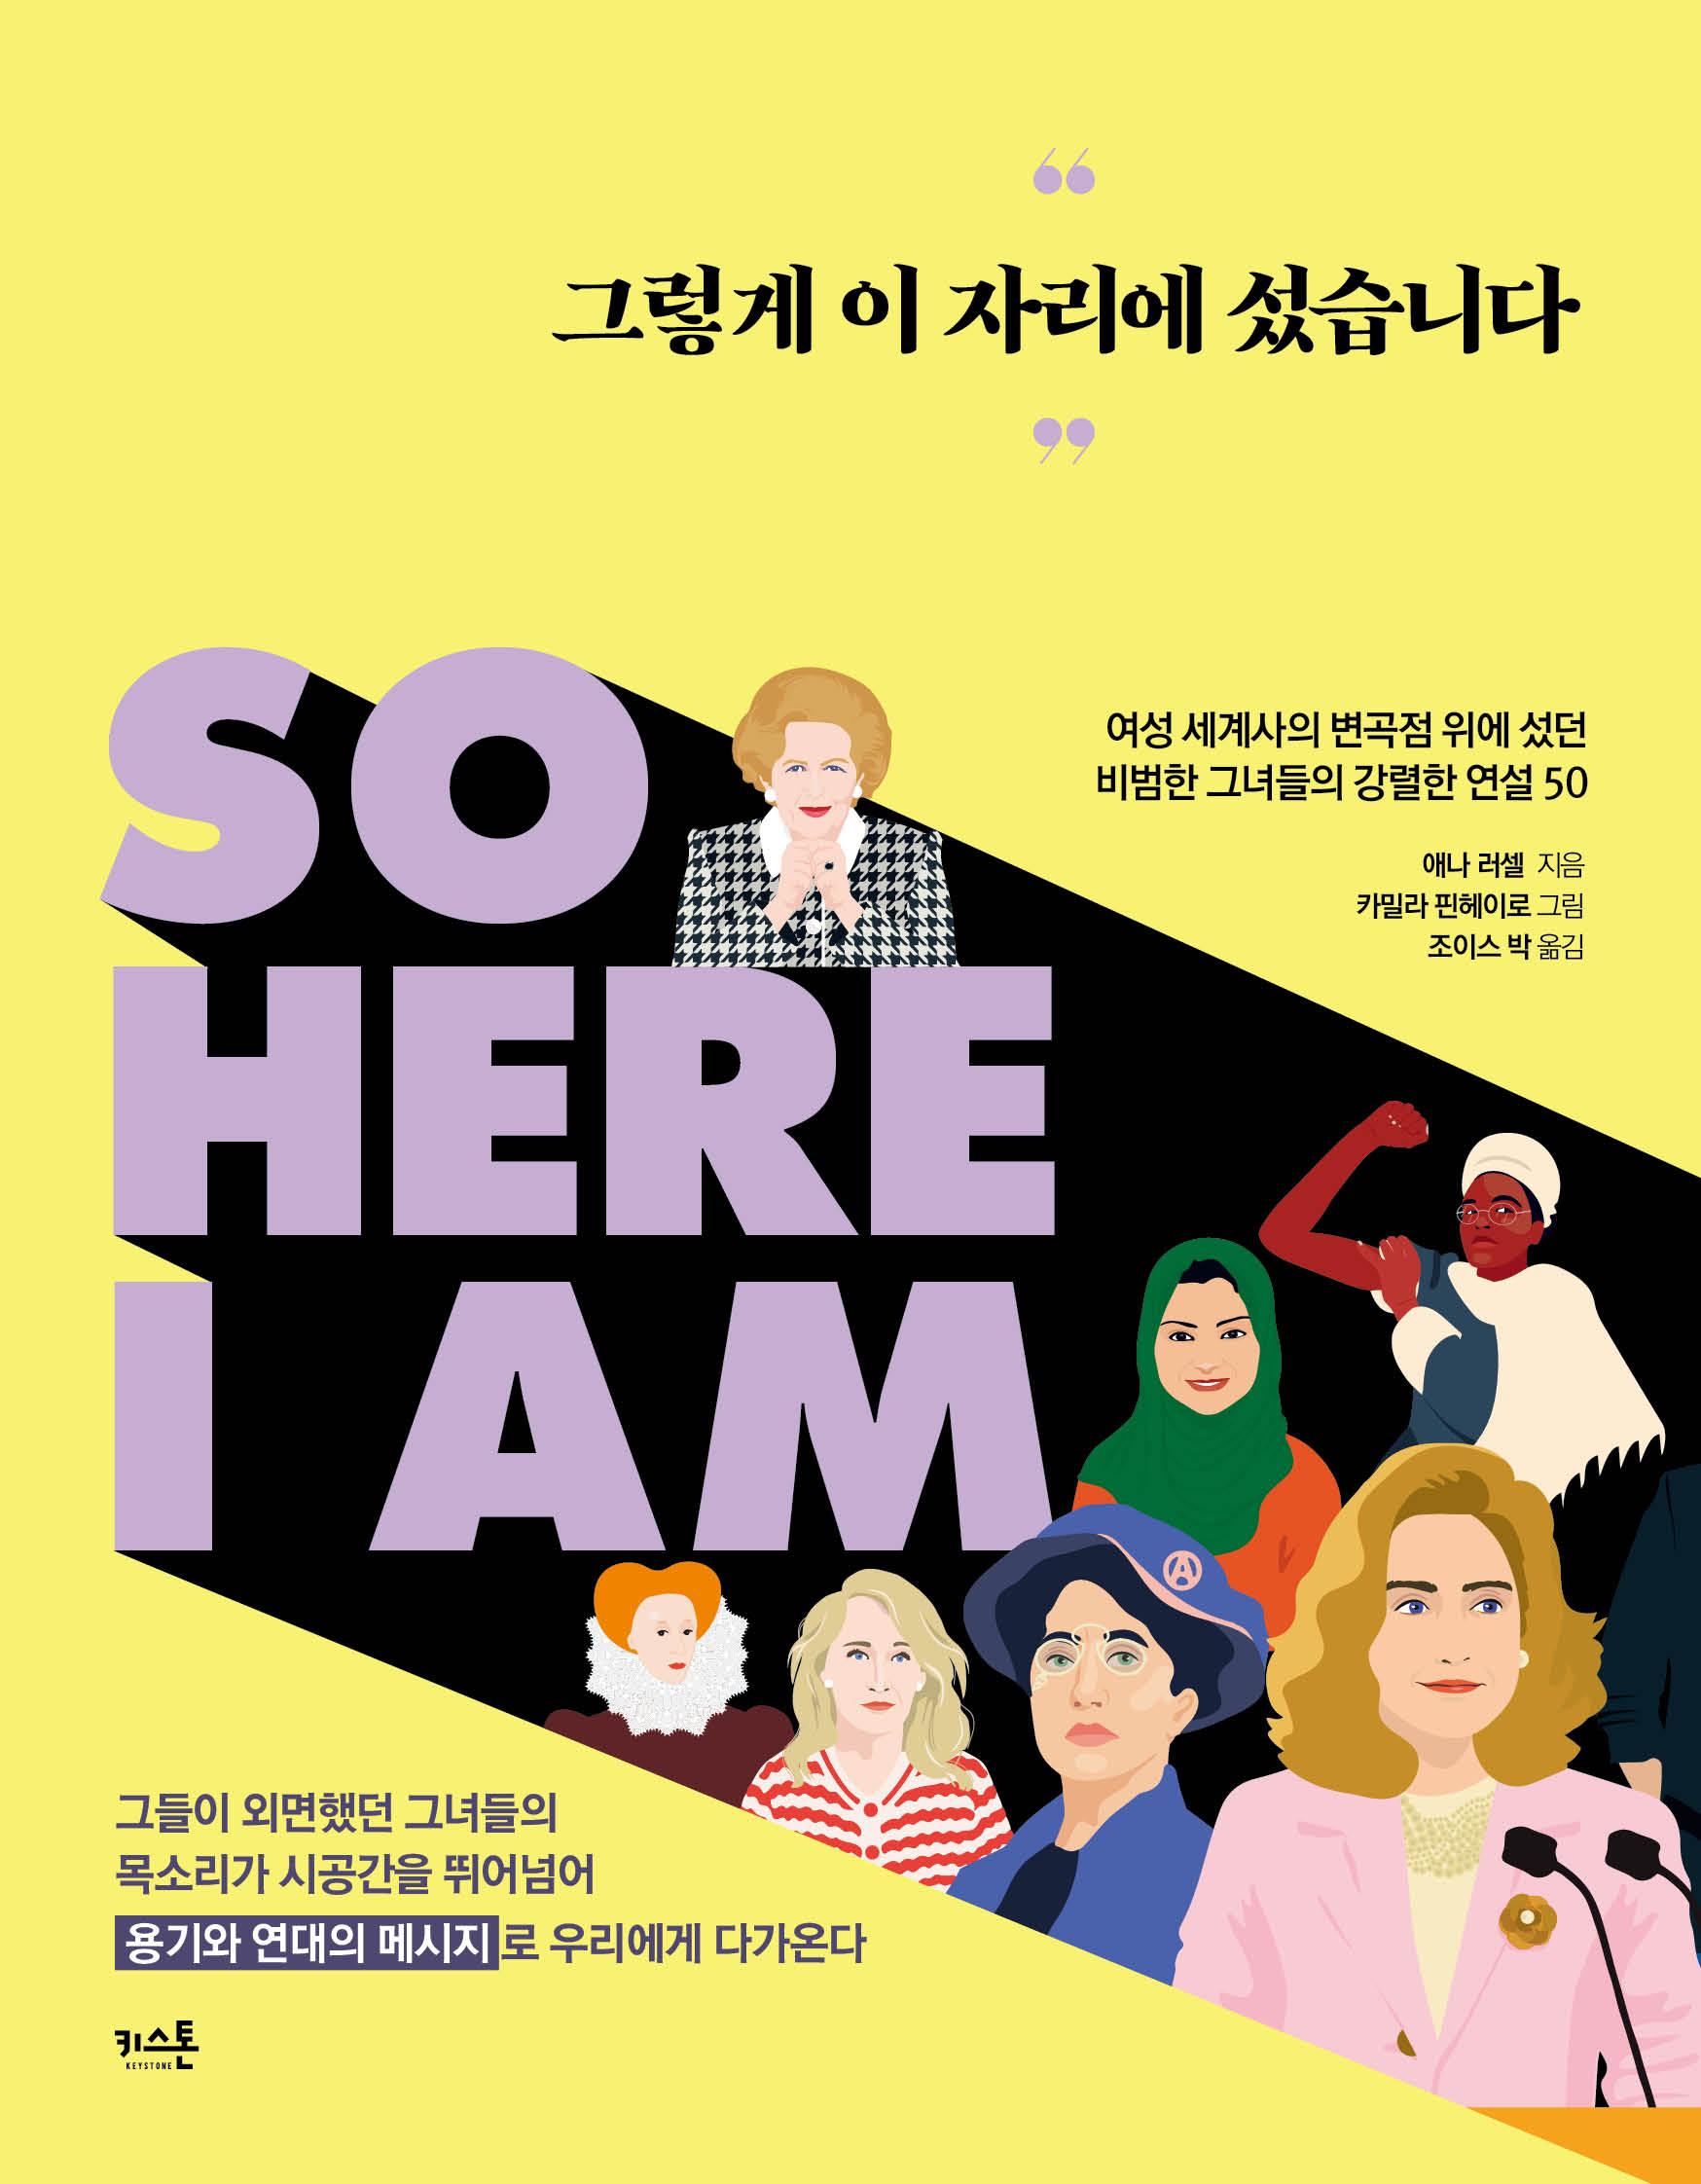 “
그렇게 이 자리에 섰습니다
”
SO
HERE
I AM
여성 세계사의 변곡점 위에 섰던
비범한 그녀들의 강렬한 연설 50
애나 러셀 지음
카밀라 핀헤이로 그림
조이스 박 옮김
그들이 외면했던 그녀들의
목소리가 시공간을 뛰어넘어
용기와 연대의 메시지로 우리에게 다가온다
키스톤
KEYSTONE